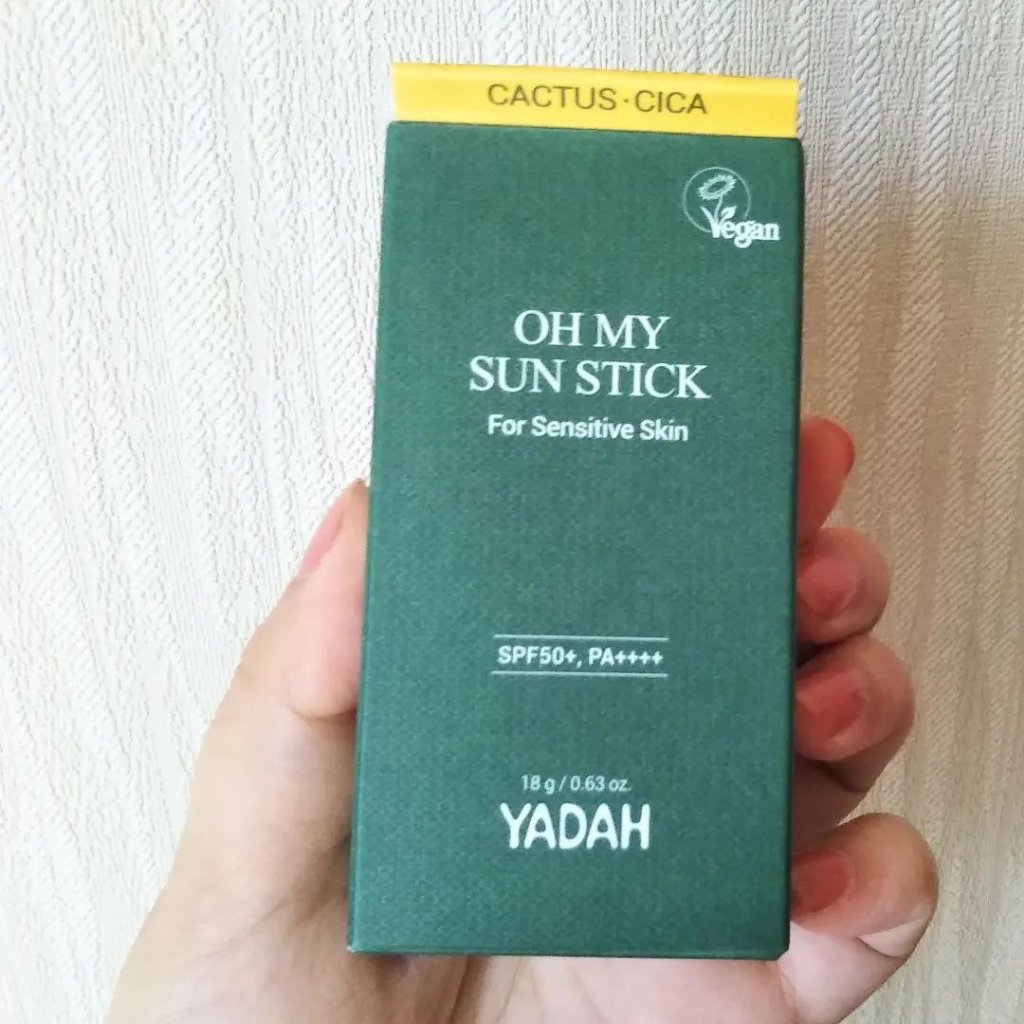 CACTUS·CICA
Vegan
OH MY
SUN STICK
For Sensitive Skin
SPF50+, PA++++
18 g / 0.63 oz.
YADAH